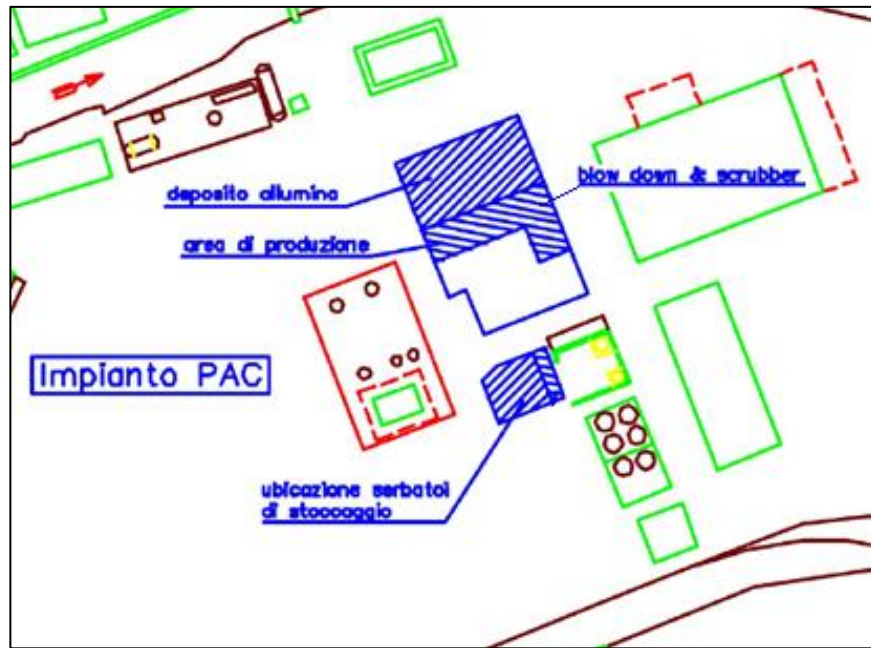 deposito allumina
blow down & scrubber
area di produzione
Impianto PAC
ubicazione serbatoi
di stoccaggio